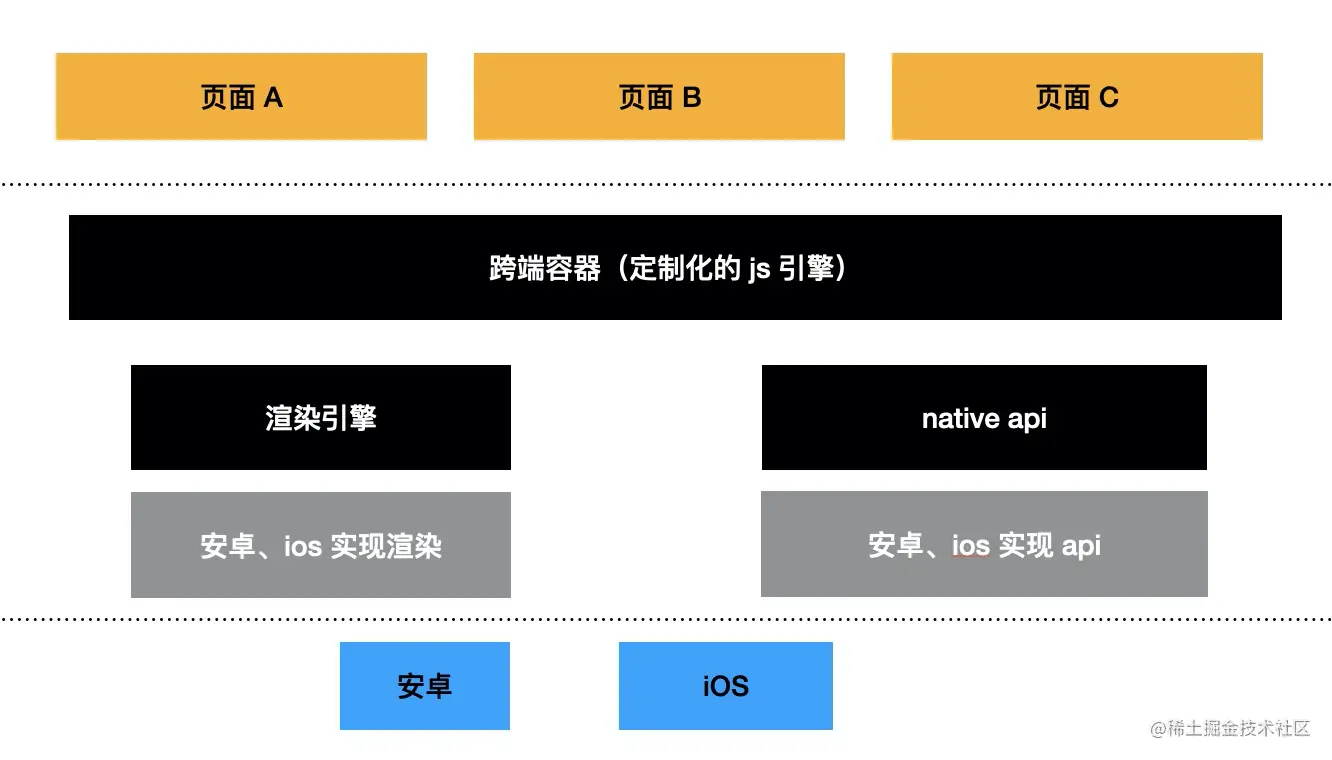 页面 A
页面 B
页面 C
跨端容器（定制化的 js 引擎）
渲染引擎
native api
安卓、ios 实现渲染
安卓、ios 实现 api
安卓
iOS
@稀土掘金技术社区